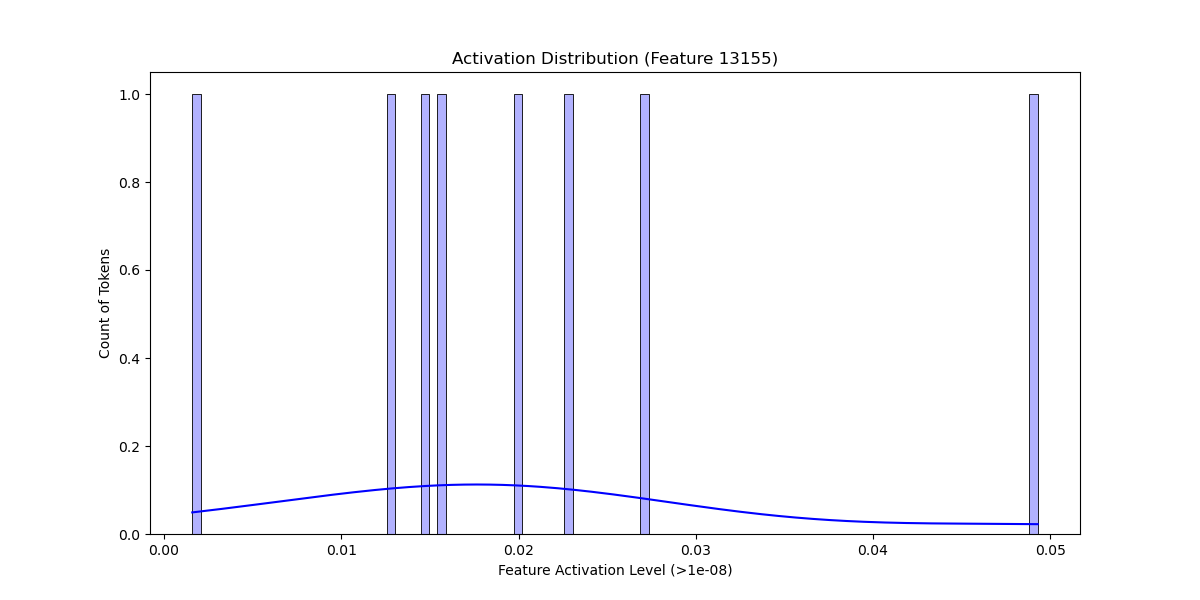 Activation Distribution (Feature 13155)
Count of Tokens
1.0
0.8
0.6
0.4
0.2
0.0
0.00 0.01 0.02 0.03 0.04 0.05
Feature Activation Level (>1e-08)